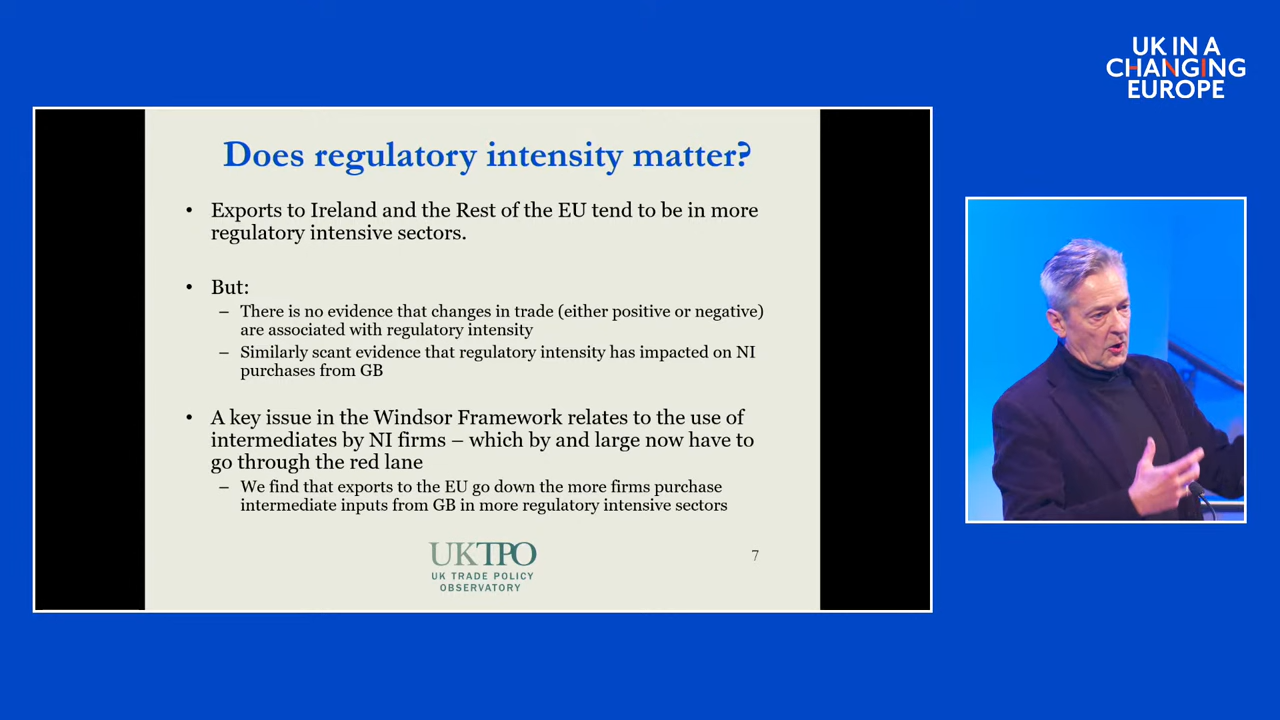 UK IN A
CHANGING
EUROPE
Does regulatory intensity matter?
• Exports to Ireland and the Rest of the EU tend to be in more
regulatory intensive sectors.
• But:
– There is no evidence that changes in trade (either positive or negative)
are associated with regulatory intensity
– Similarly scant evidence that regulatory intensity has impacted on NI
purchases from GB
• A key issue in the Windsor Framework relates to the use of
intermediates by NI firms – which by and large now have to
go through the red lane
– We find that exports to the EU go down the more firms purchase
intermediate inputs from GB in more regulatory intensive sectors
UKTPO
UK TRADE POLICY
OBSERVATORY
7